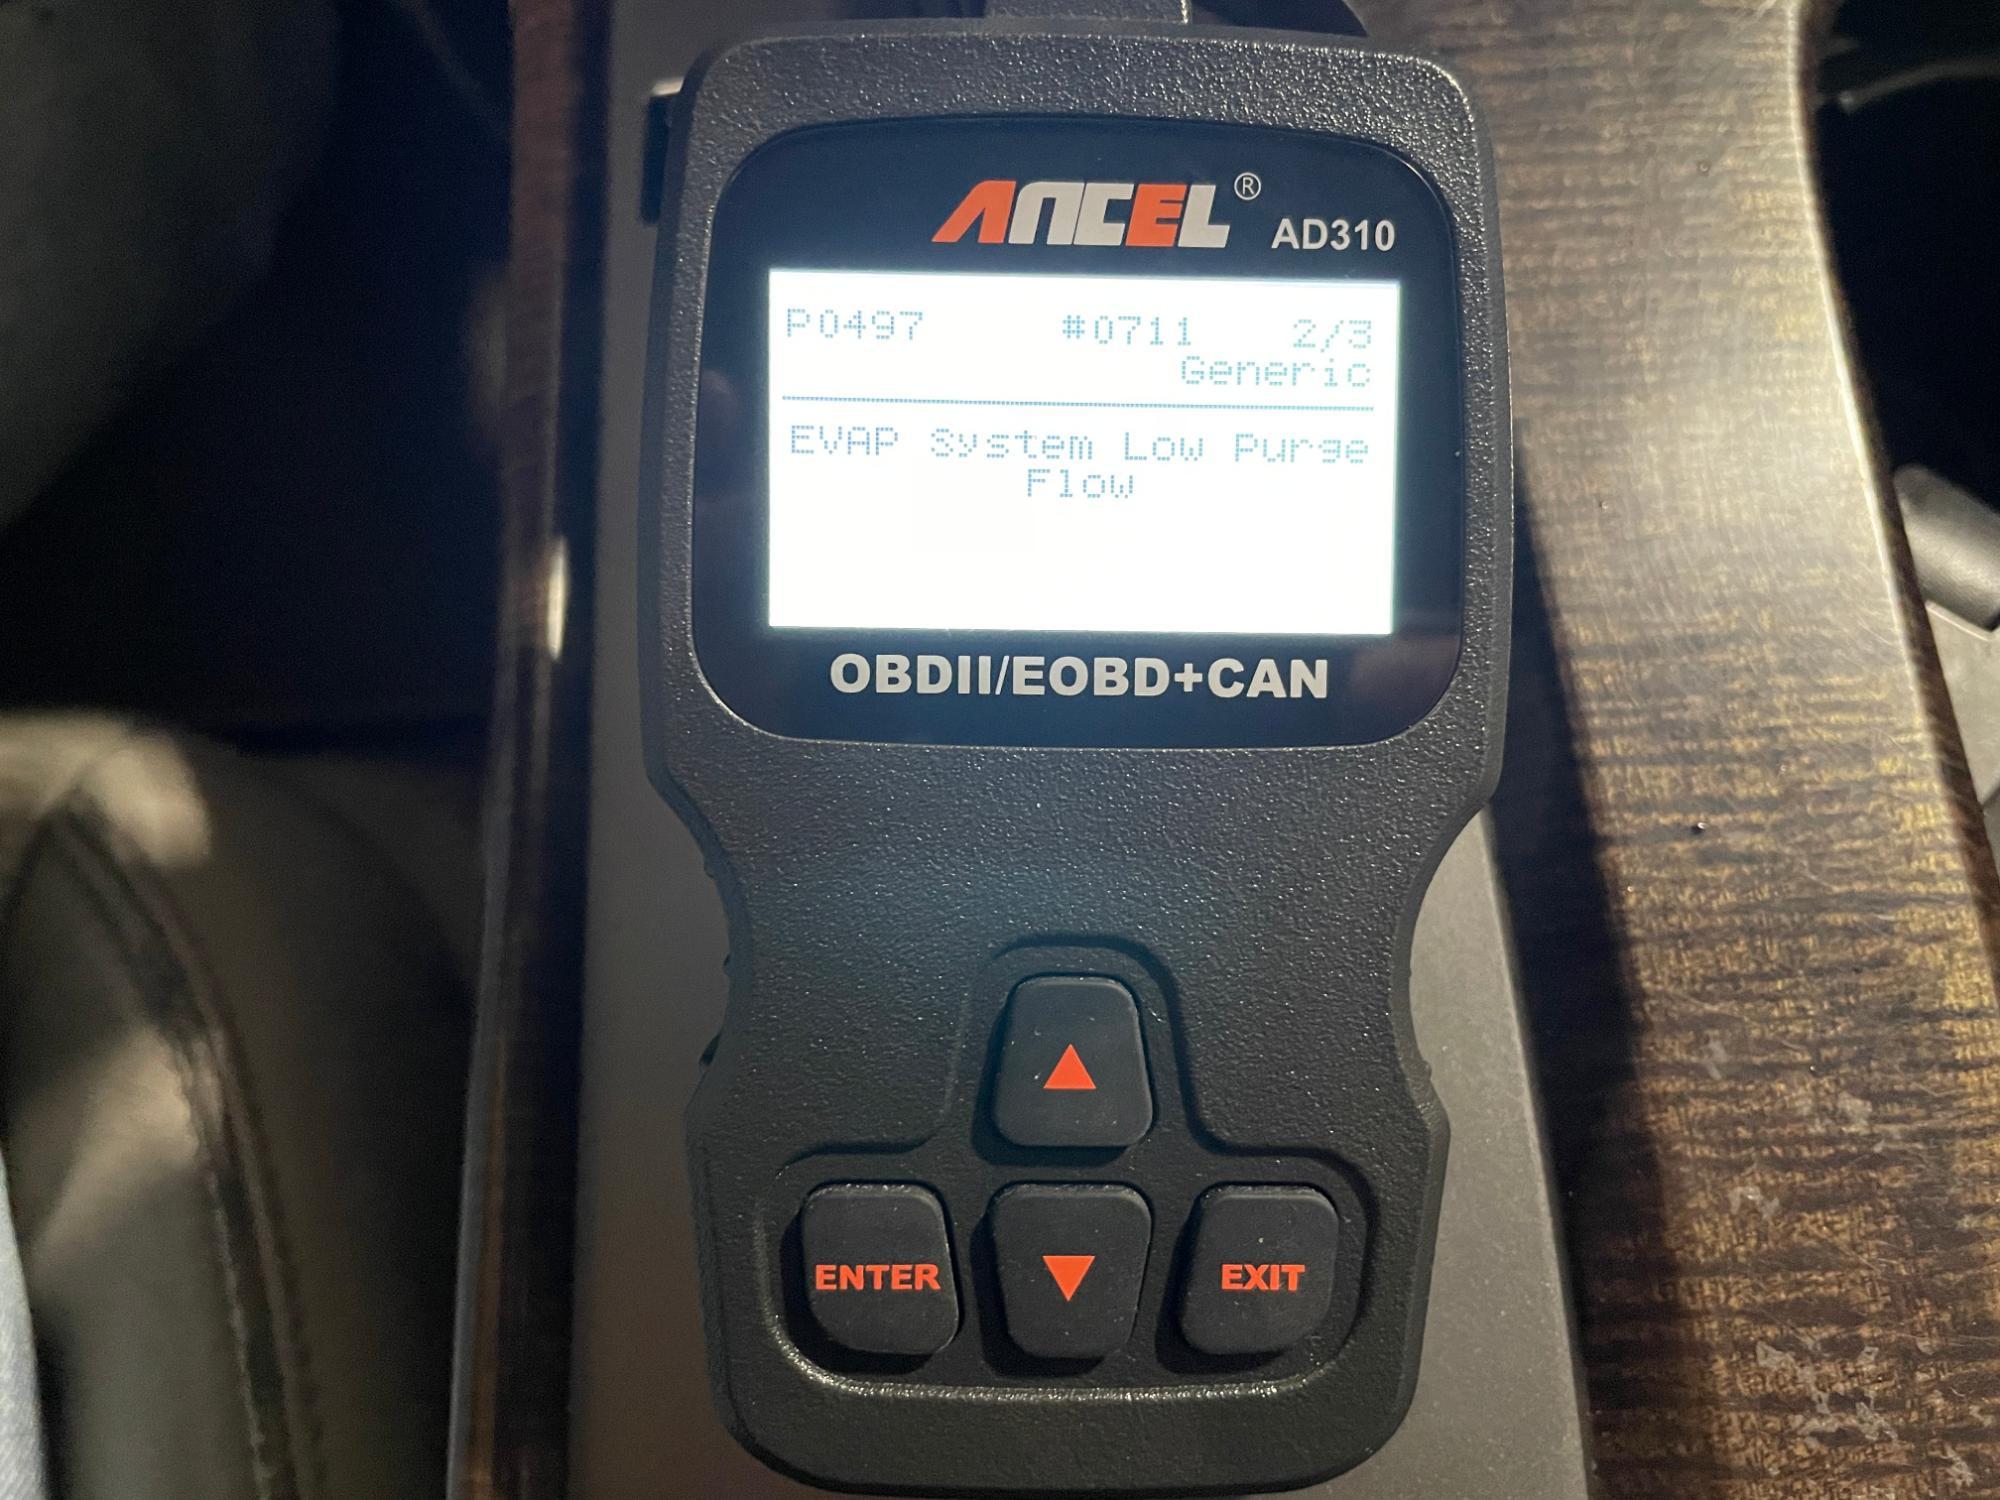 ANCEL® AD310
P0497 #0711 2/3
Generic
EVAP System Low Purge
Flow
OBDII/EOBD+CAN
ENTER EXIT